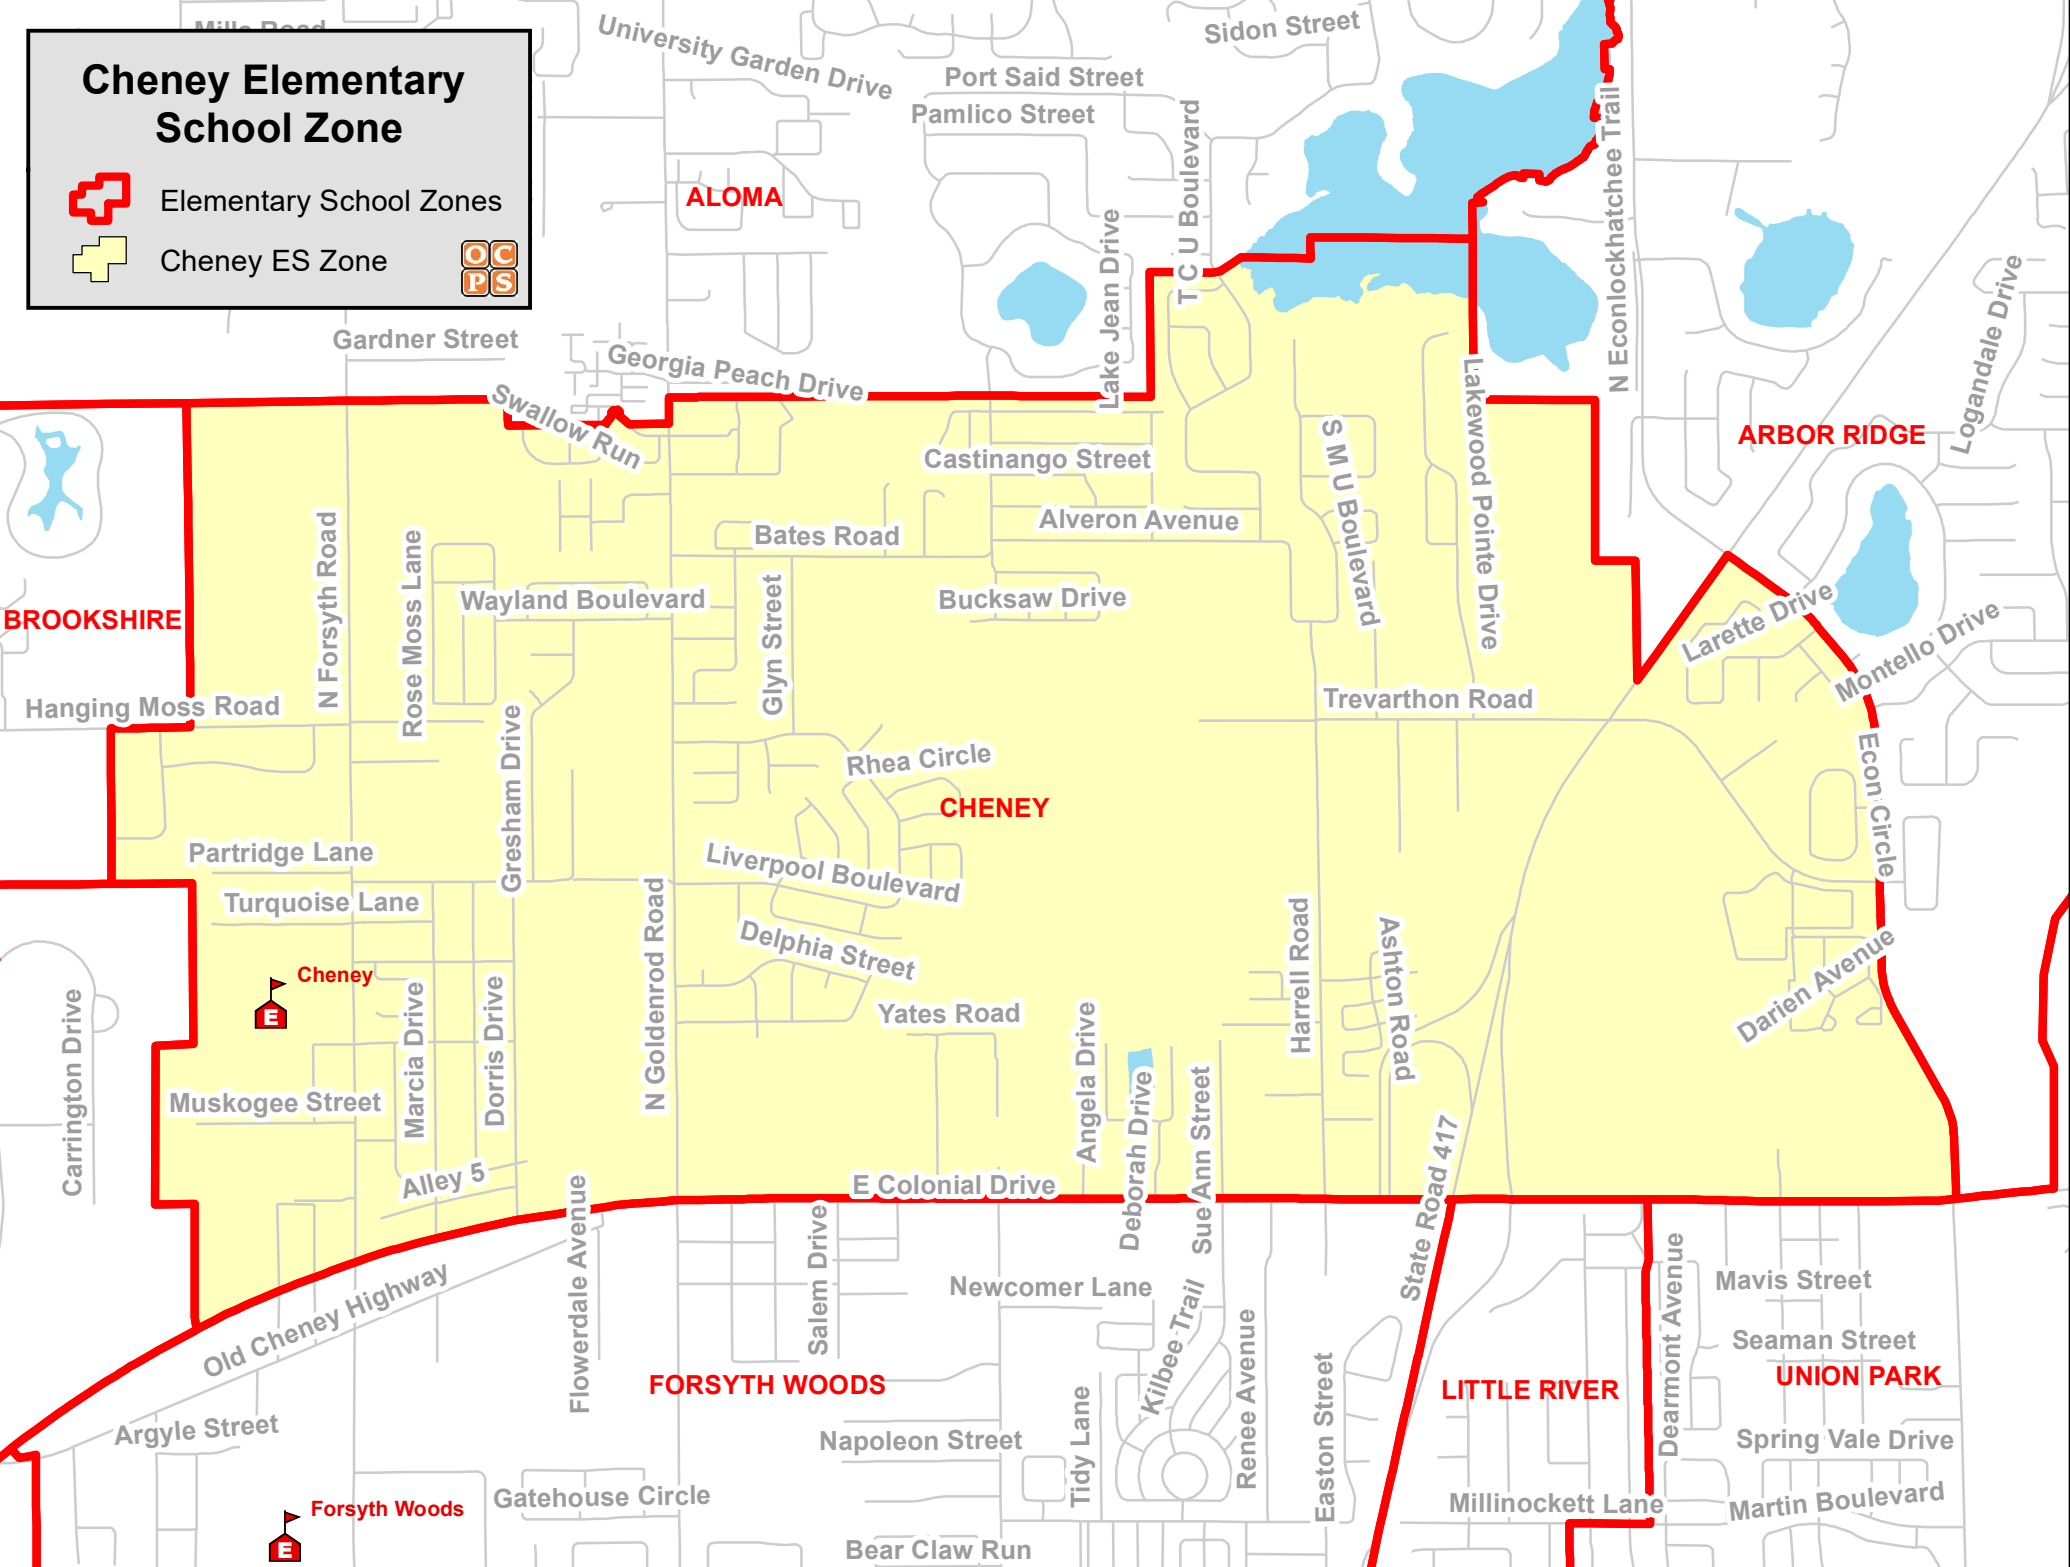 Mills Road
Cheney Elementary
School Zone
Elementary School Zones
Cheney ES Zone
O C
P S
University Garden Drive
Sidon Street
Port Said Street
Pamlico Street
T C U Boulevard
N Econlockhatchee Trail
ALOMA
Lake Jean Drive
Logandale Drive
Gardner Street
Georgia Peach Drive
Swallow Run
Lakewood Pointe Drive
ARBOR RIDGE
Castinango Street
S M U Boulevard
Alveron Avenue
Bates Road
N Forsyth Road
Rose Moss Lane
Wayland Boulevard
Glyn Street
Bucksaw Drive
BROOKSHIRE
Larette Drive
Montello Drive
Hanging Moss Road
Trevarthon Road
Gresham Drive
Rhea Circle
CHENEY
Econ Circle
Partridge Lane
Liverpool Boulevard
Turquoise Lane
N Goldenrod Road
Delphia Street
Harrell Road
Ashton Road
Darien Avenue
Cheney
E
Carrington Drive
Marcia Drive
Dorris Drive
Yates Road
Angela Drive
Deborah Drive
Sue Ann Street
Muskogee Street
State Road 417
Alley 5
E Colonial Drive
Flowerdale Avenue
Salem Drive
Old Cheney Highway
Newcomer Lane
Kilbee Trail
Renee Avenue
Easton Street
Dearmont Avenue
Mavis Street
Seaman Street
FORSYTH WOODS
LITTLE RIVER
UNION PARK
Argyle Street
Napoleon Street
Tidy Lane
Spring Vale Drive
Gatehouse Circle
Millinockett Lane
Martin Boulevard
Forsyth Woods
E
Bear Claw Run